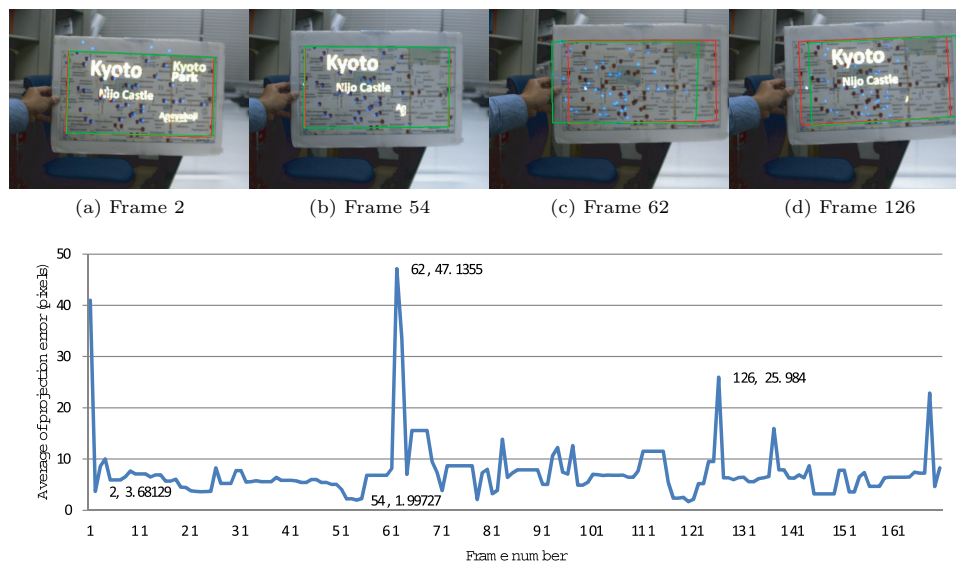 Kyoto
Kyoto
Park
Nijo Castle
Kyoto
Nijo Castle
Ag
Kyoto
Nijo Castle
(a) Frame 2
(b) Frame 54
(c) Frame 62
(d) Frame 126
Average of projection error (pixels)
50
40
30
20
10
0
62, 47.1355
126, 25.984
2, 3.68129
54, 1.99727
1 11 21 31 41 51 61 71 81 91 101 111 121 131 141 151 161
Frame number